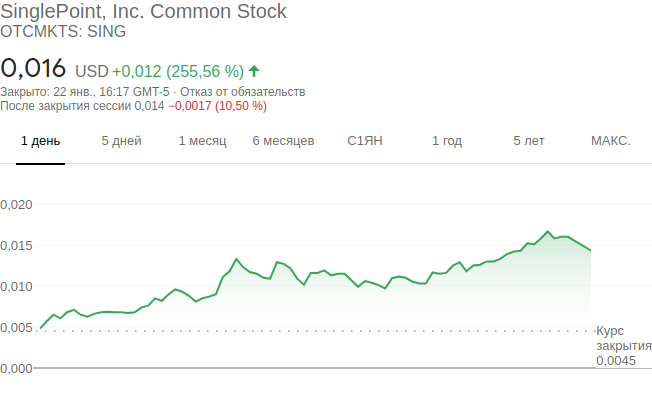 SinglePoint, Inc. Common Stock
OTCMKTS: SING
0,016 USD +0,012 (255,56 %)
Закрыто: 22 янв., 16:17 GMT-5 · Отказ от обязательств
После закрытия сессии 0,014 −0,0017 (10,50 %)
1 день 5 дней 1 месяц 6 месяцев С1ЯН 1 год 5 лет МАКС.
0,020
0,015
0,010
0,005
Курс
закрытия
0,0045
0,000